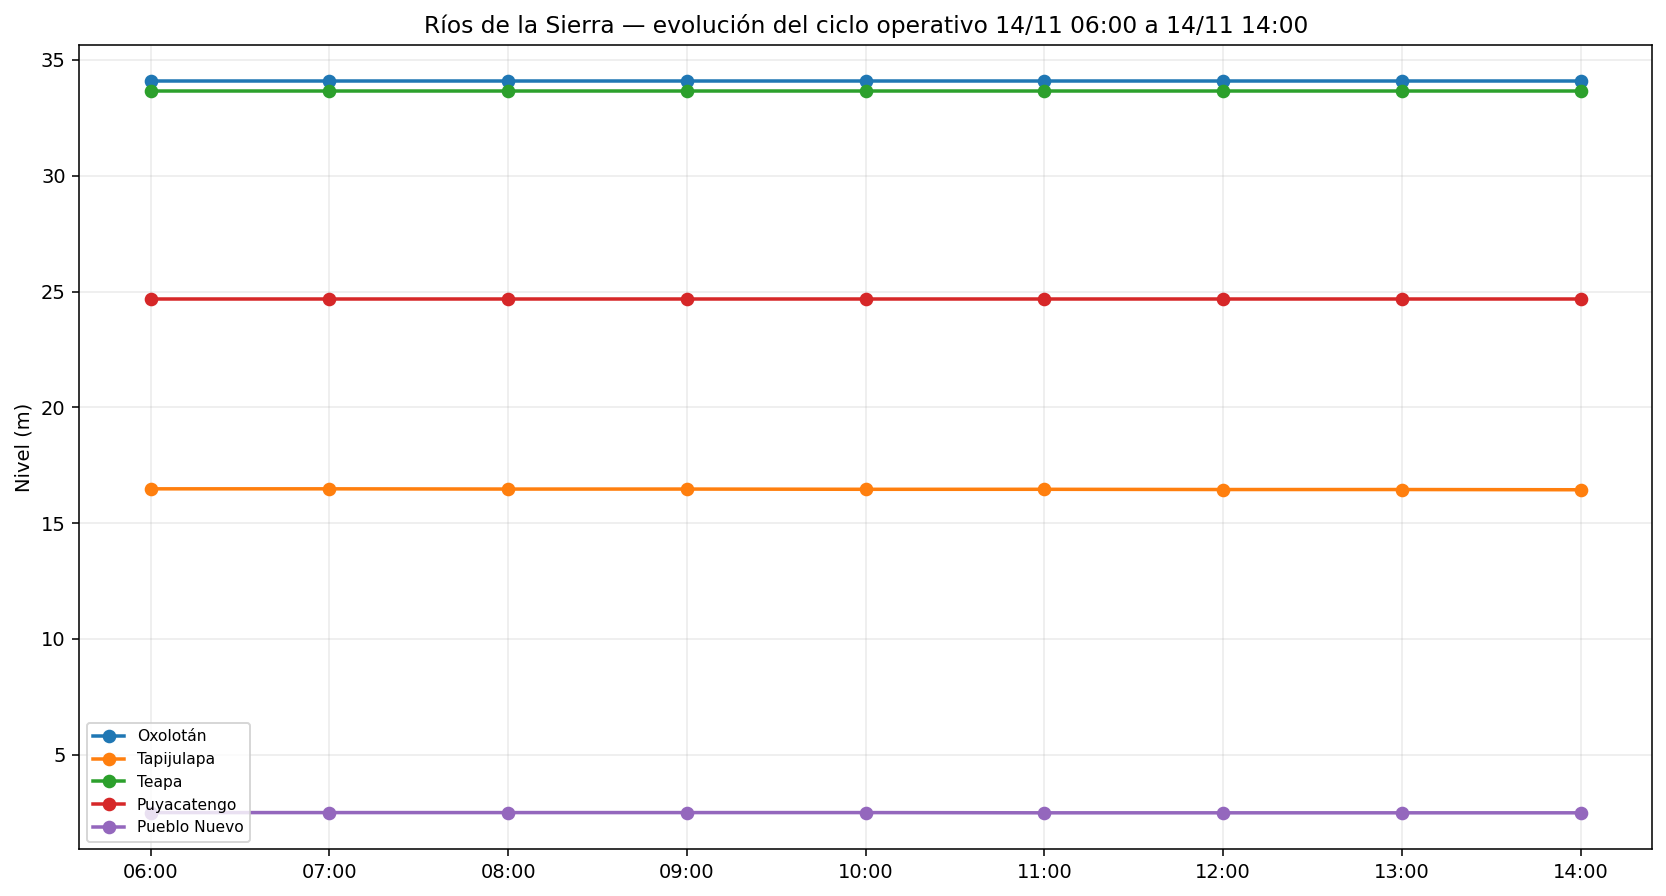 Ríos de la Sierra — evolución del ciclo operativo 14/11 06:00 a 14/11 14:00
Nivel (m)
35
30
25
20
15
10
5
Oxolotán
Tapijulapa
Teapa
Puyacatengo
Pueblo Nuevo
06:00 07:00 08:00 09:00 10:00 11:00 12:00 13:00 14:00